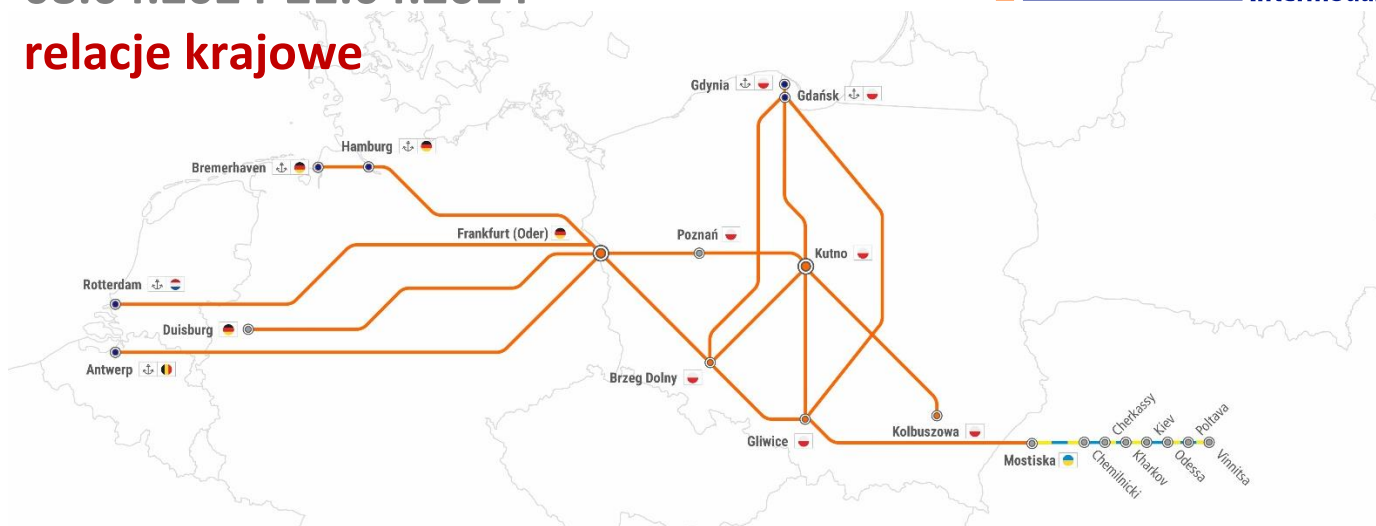 relacje krajowe
Gdynia
Gdańsk
Hamburg
Bremerhaven
Frankfurt (Oder)
Poznań
Kutno
Rotterdam
Duisburg
Antwerp
Brzeg Dolny
Gliwice
Kolbuszowa
Mostiska
Chemilnicki
Cherkassy
Kharkov
Kiev
Odessa
Poltava
Vinnitsa